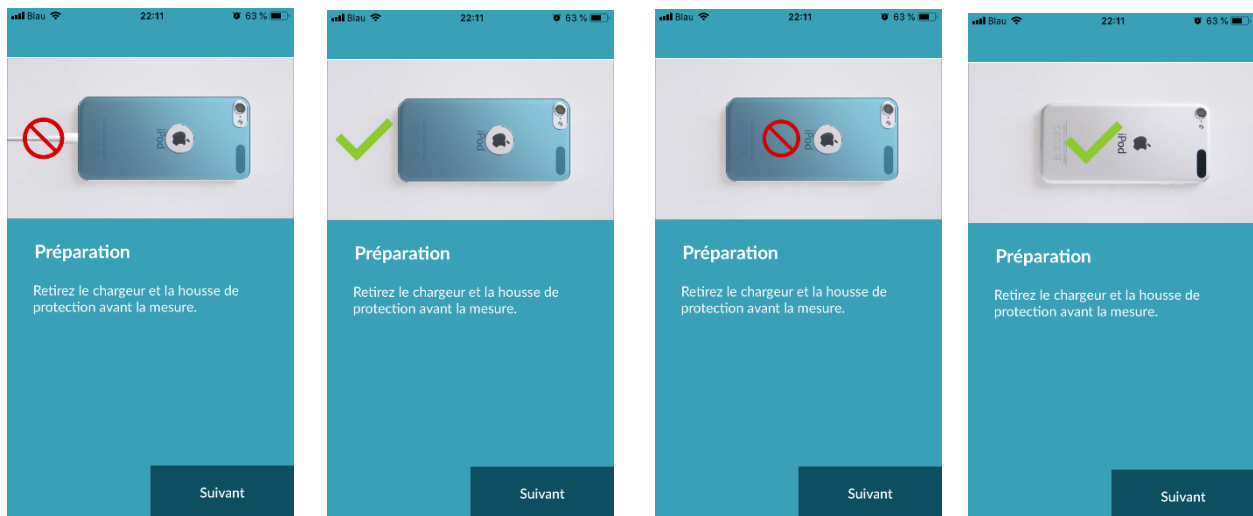 Blau 22:11 63 %
iPod
Préparation
Retirez le chargeur et la housse de
protection avant la mesure.
Suivant
Blau 22:11 63 %
iPod
Préparation
Retirez le chargeur et la housse de
protection avant la mesure.
Suivant
Blau 22:11 63 %
iPod
Préparation
Retirez le chargeur et la housse de
protection avant la mesure.
Suivant
Blau 22:11 63 %
iPod
Préparation
Retirez le chargeur et la housse de
protection avant la mesure.
Suivant